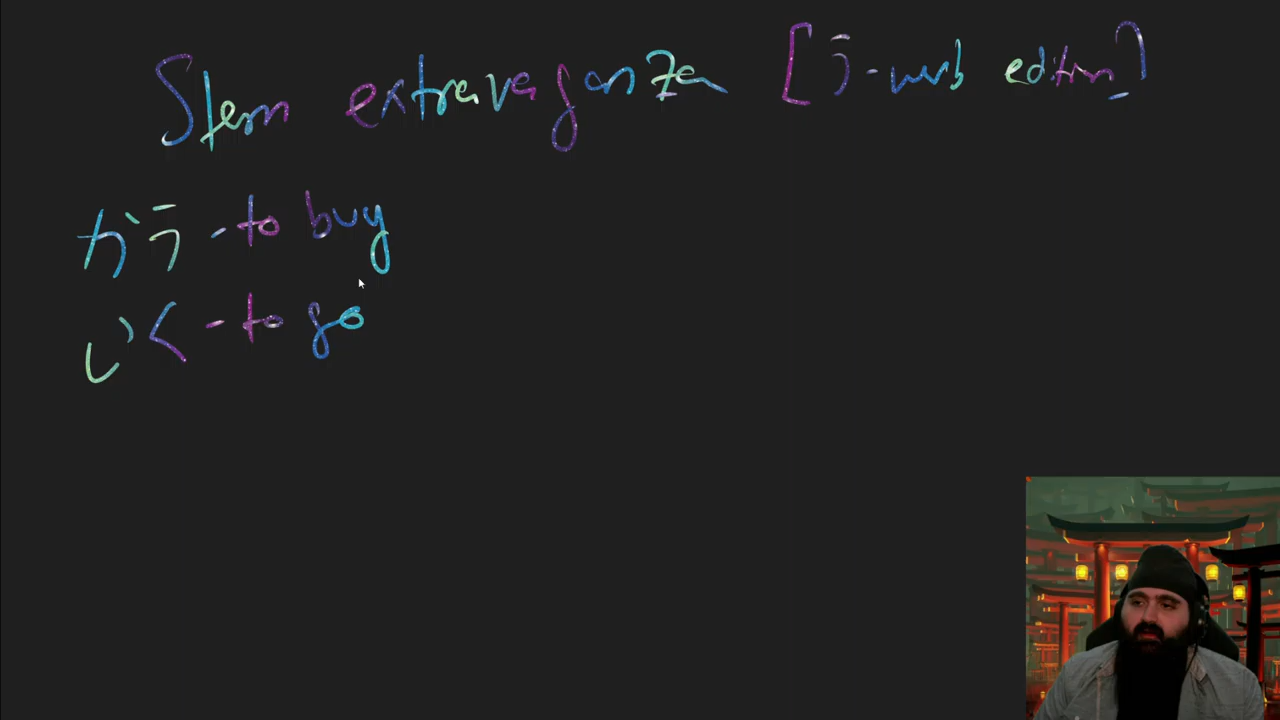 Stem extravaganza [う-verb edition]
かう - to buy
いく - to go